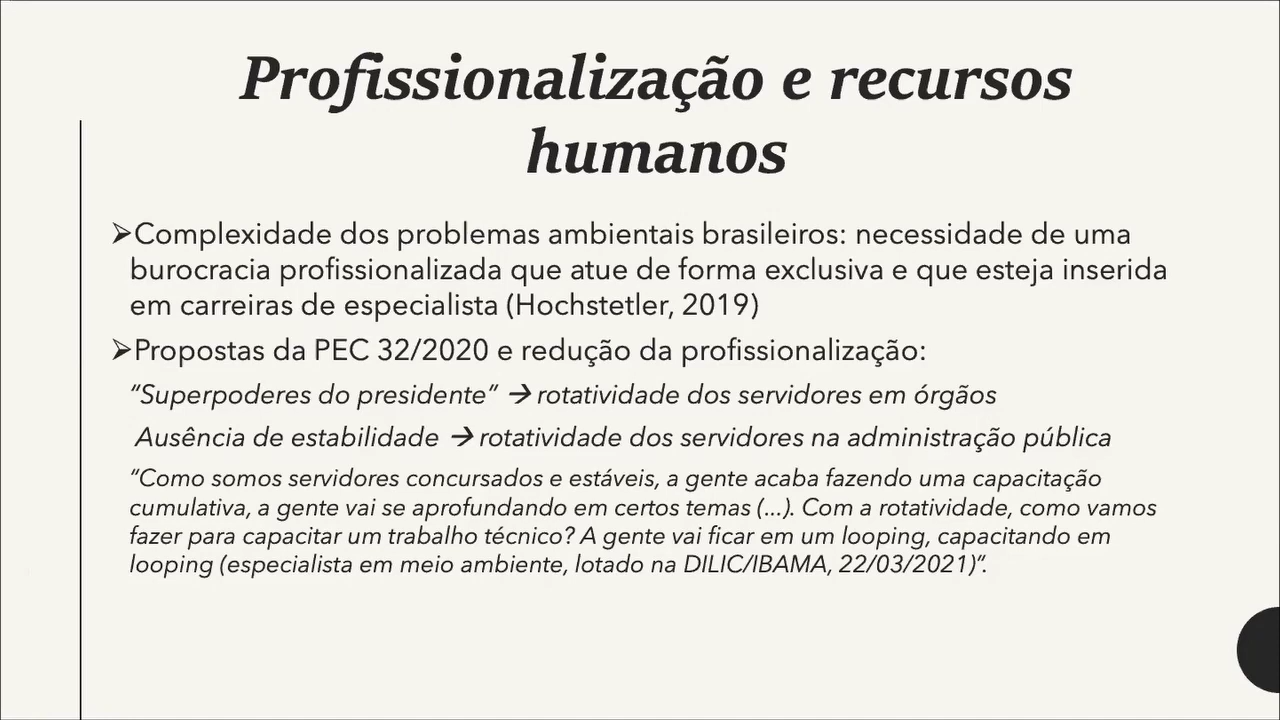 Profissionalização e recursos
humanos
➢Complexidade dos problemas ambientais brasileiros: necessidade de uma
burocracia profissionalizada que atue de forma exclusiva e que esteja inserida
em carreiras de especialista (Hochstetler, 2019)
➢Propostas da PEC 32/2020 e redução da profissionalização:
“Superpoderes do presidente” → rotatividade dos servidores em órgãos
Ausência de estabilidade → rotatividade dos servidores na administração pública
“Como somos servidores concursados e estáveis, a gente acaba fazendo uma capacitação
cumulativa, a gente vai se aprofundando em certos temas (...). Com a rotatividade, como vamos
fazer para capacitar um trabalho técnico? A gente vai ficar em um looping, capacitando em
looping (especialista em meio ambiente, lotado na DILIC/IBAMA, 22/03/2021)”.